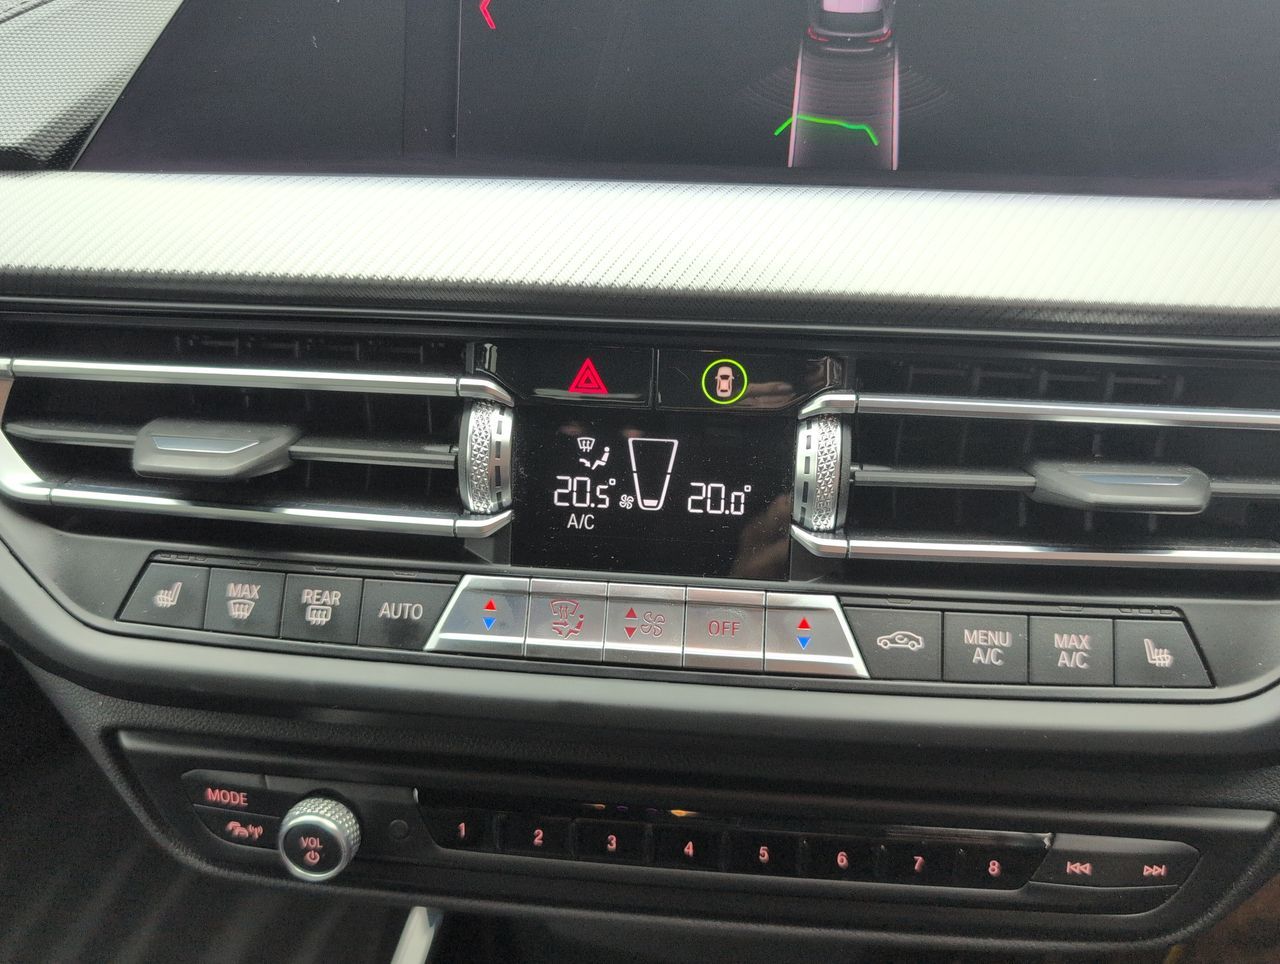 20.5°
20.0°
A/C
MAX
REAR
AUTO
OFF
MENU
A/C
MAX
A/C
MODE
VOL
1 2 3 4 5 6 7 8